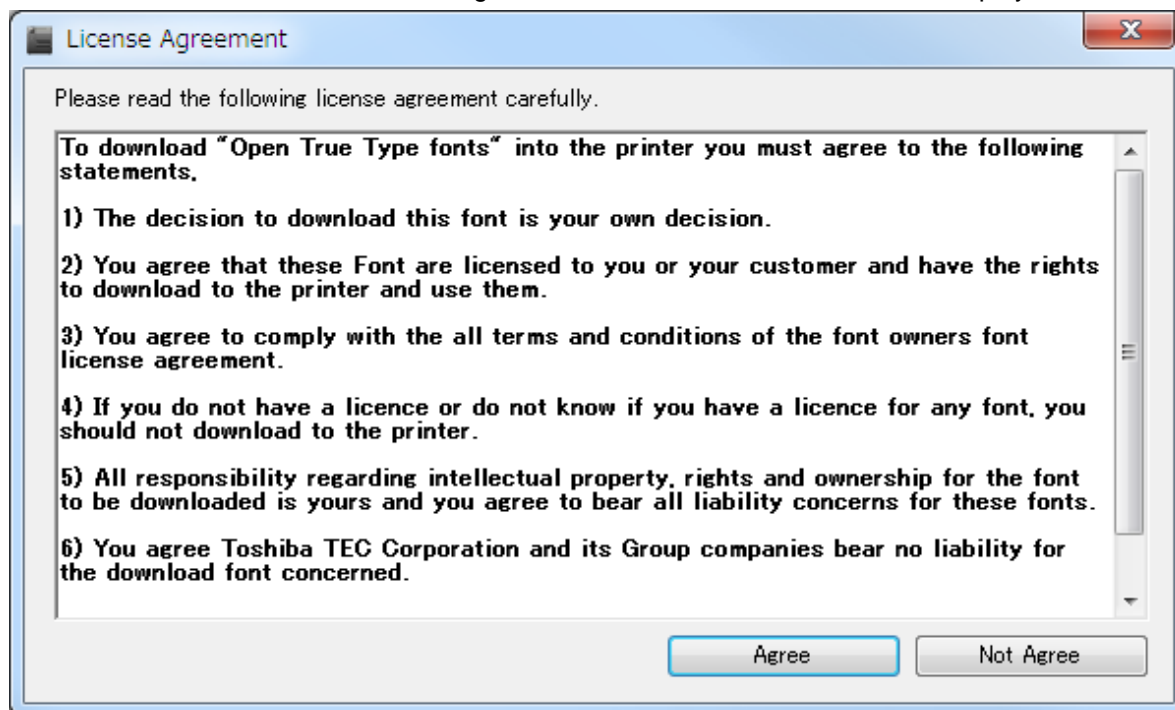 License Agreement
Please read the following license agreement carefully.
To download "Open True Type fonts" into the printer you must agree to the following
statements,
1) The decision to download this font is your own decision.
2) You agree that these Font are licensed to you or your customer and have the rights
to download to the printer and use them.
3) You agree to comply with the all terms and conditions of the font owners font
license agreement.
4) If you do not have a licence or do not know if you have a licence for any font, you
should not download to the printer.
5) All responsibility regarding intellectual property, rights and ownership for the font
to be downloaded is yours and you agree to bear all liability concerns for these fonts.
6) You agree Toshiba TEC Corporation and its Group companies bear no liability for
the download font concerned.
Agree
Not Agree